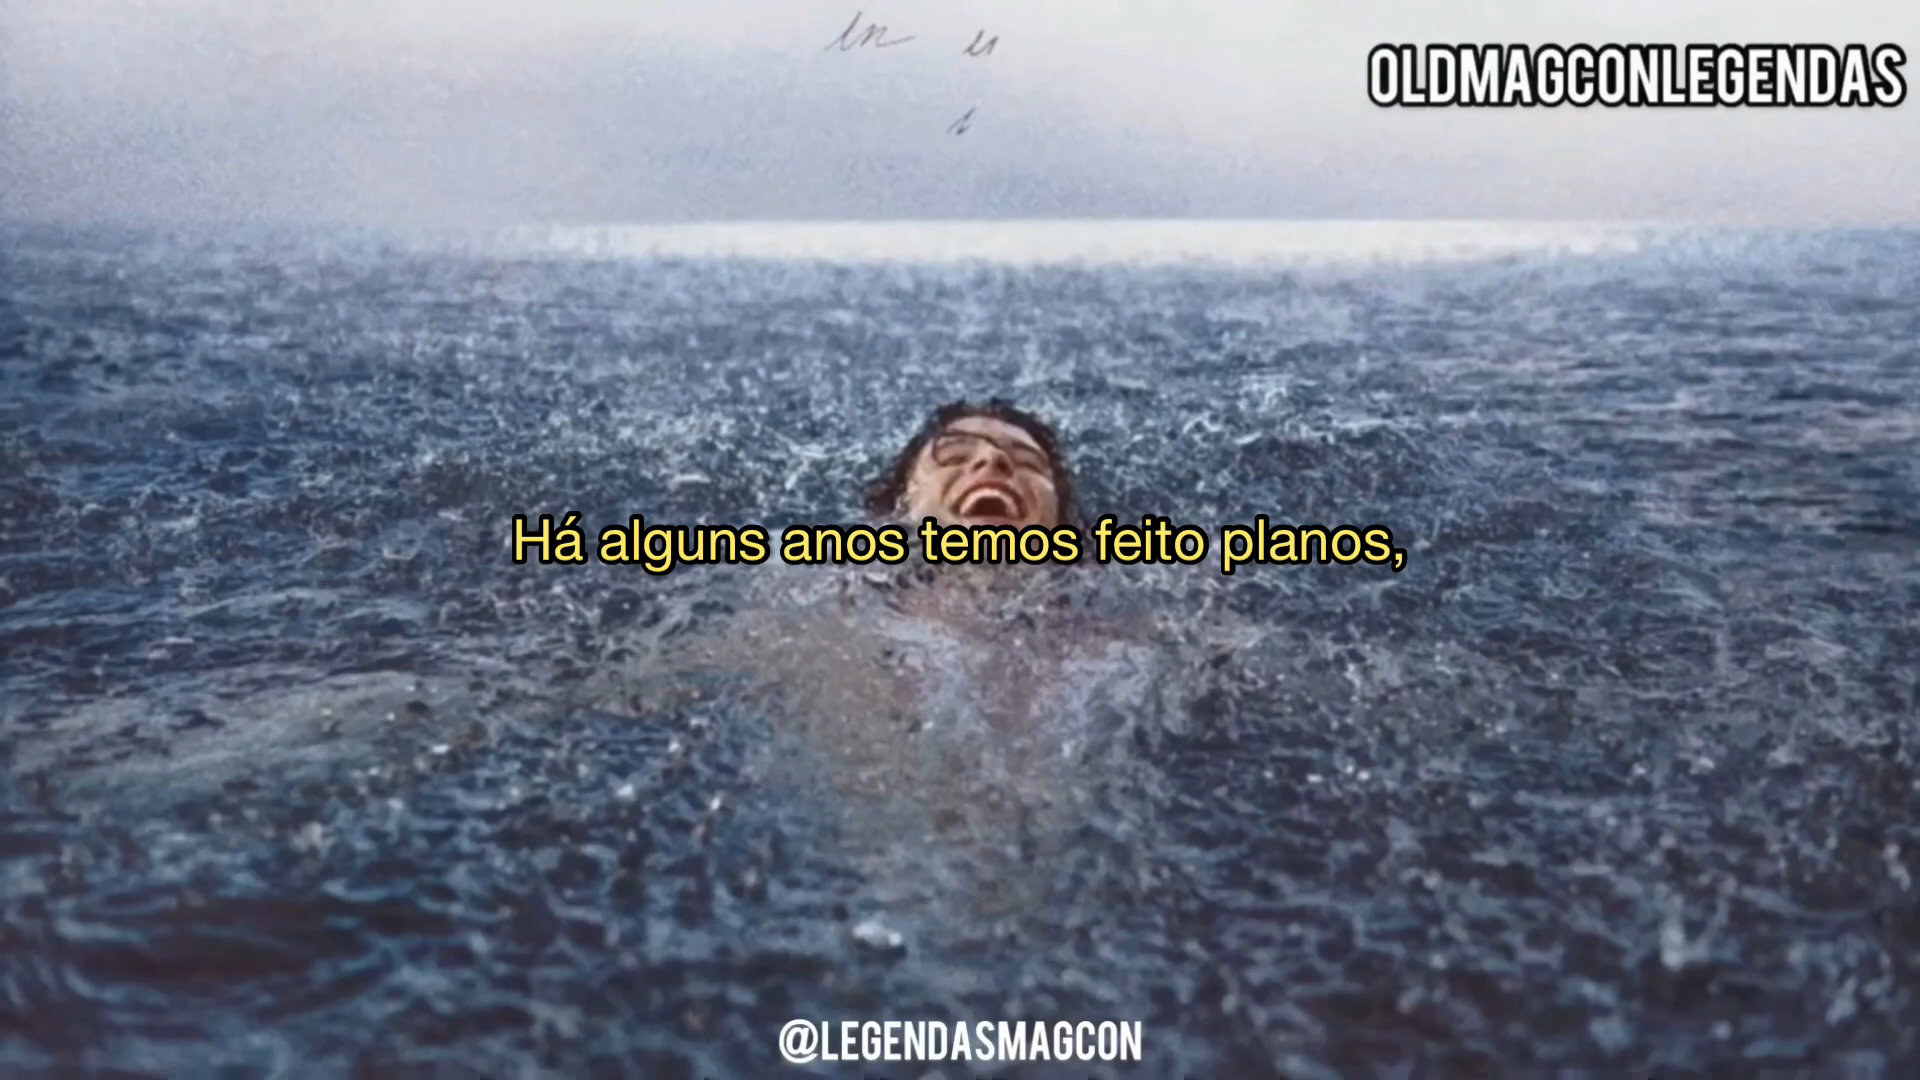 OLDMAGCONLEGENDAS
Há alguns anos temos feito planos,
@LEGENDASMAGCON